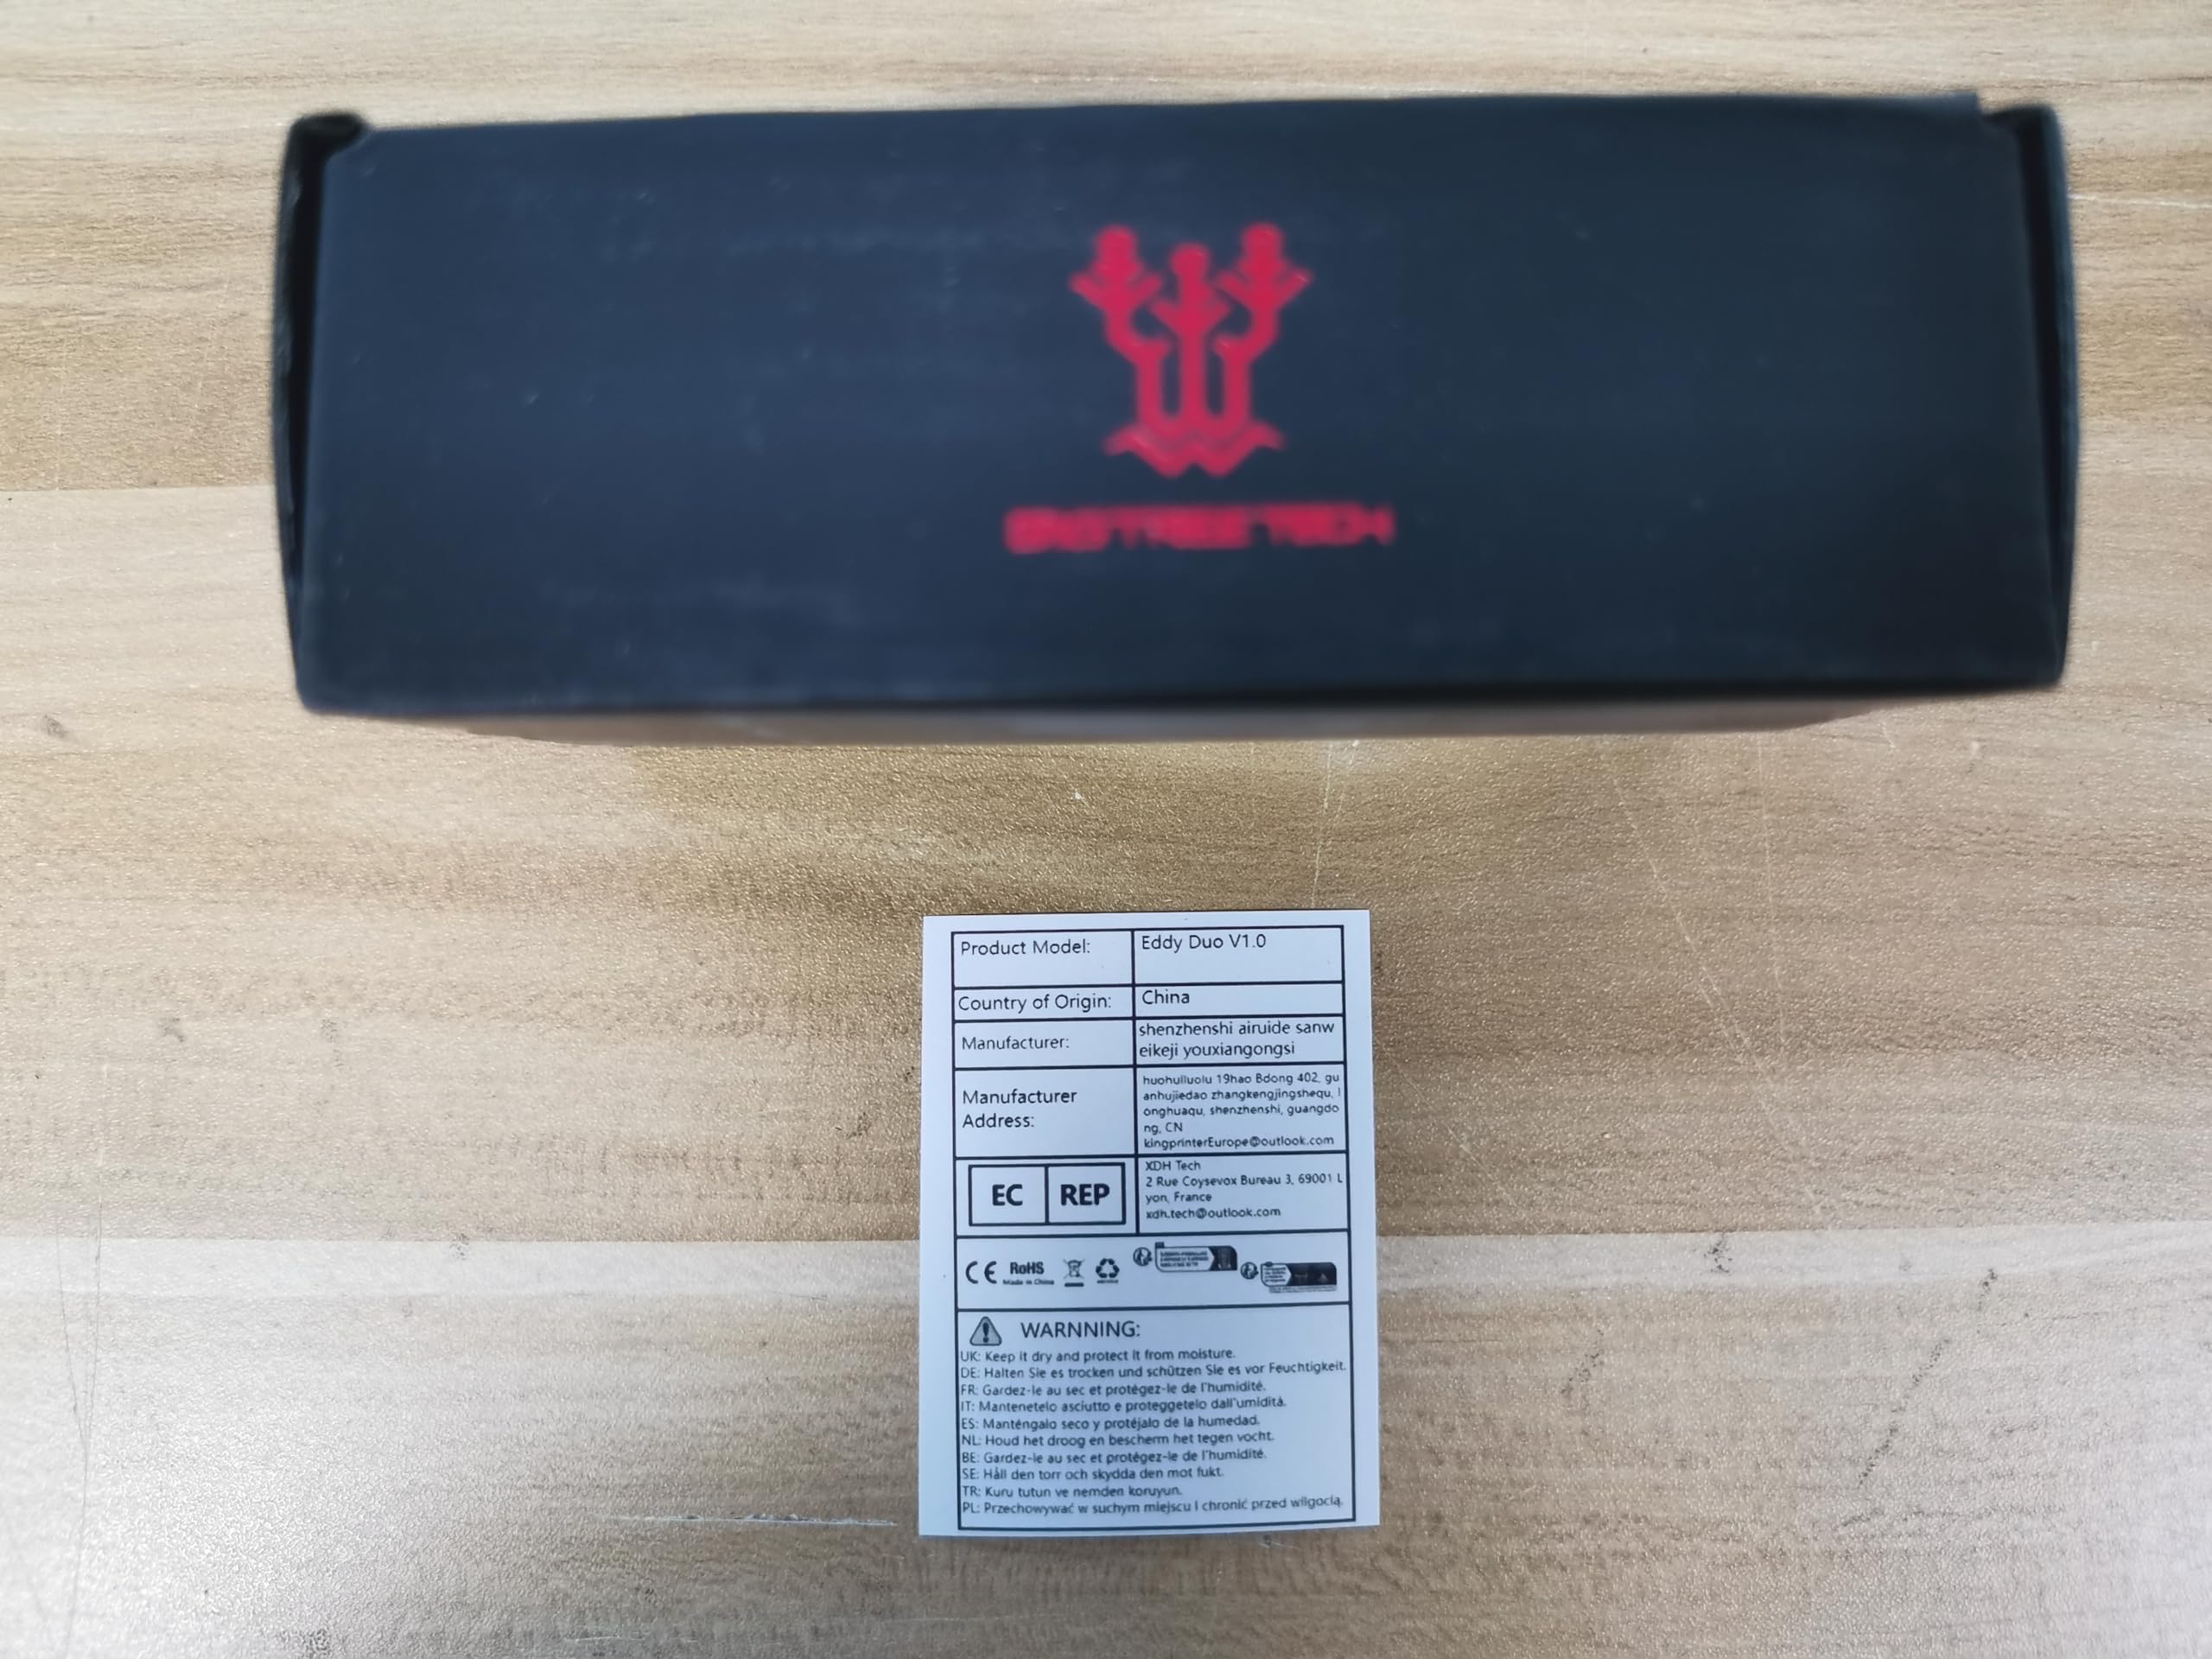 BIGTREETECH
Product Model:
Eddy Duo V1.0
Country of Origin:
China
Manufacturer:
shenzhenshi airuide sanw
eikeji youxiangongsi
Manufacturer
Address:
huohuiluolu 19hao Bdong 402, gu
anhujiedao zhangkengjingshequ, l
onghuaqu, shenzhenshi, guangdo
ng, CN
kingprinterEurope@outlook.com
EC REP
XDH Tech
2 Rue Coysevox Bureau 3, 69001 L
yon, France
xdh.tech@outlook.com
CE RoHS
Made in China
WARNNING:
UK: Keep it dry and protect it from moisture.
DE: Halten Sie es trocken und schützen Sie es vor Feuchtigkeit.
FR: Gardez-le au sec et protégez-le de l'humidité.
IT: Mantenetelo asciutto e proteggetelo dall'umidità.
ES: Manténgalo seco y protéjalo de la humedad.
NL: Houd het droog en bescherm het tegen vocht.
BE: Gardez-le au sec et protégez-le de l'humidité.
SE: Håll den torr och skydda den mot fukt.
TR: Kuru tutun ve nemden koruyun.
PL: Przechowywać w suchym miejscu i chronić przed wilgocią.